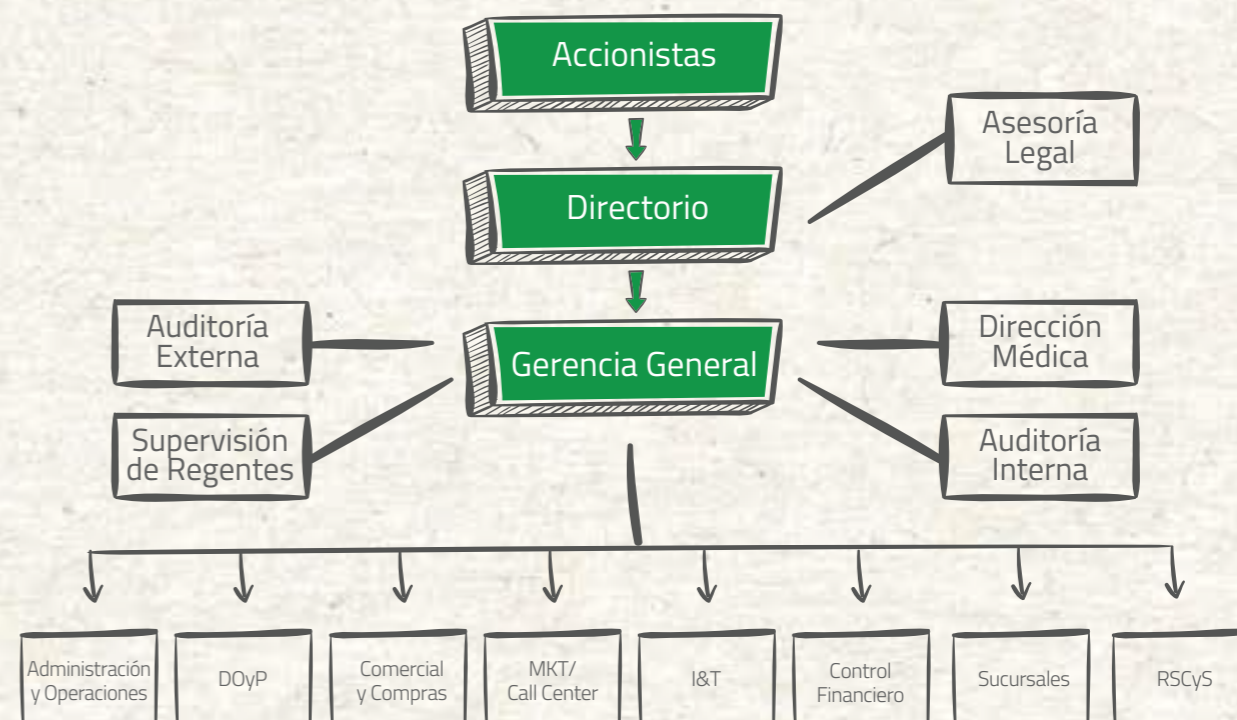 Accionistas
Asesoría
Legal
Directorio
Auditoría
Externa
Gerencia General
Dirección
Médica
Supervisión
de Regentes
Auditoría
Interna
Administración
y Operaciones
DOyP
Comercial
y Compras
MKT/
Call Center
I&T
Control
Financiero
Sucursales
RSCyS